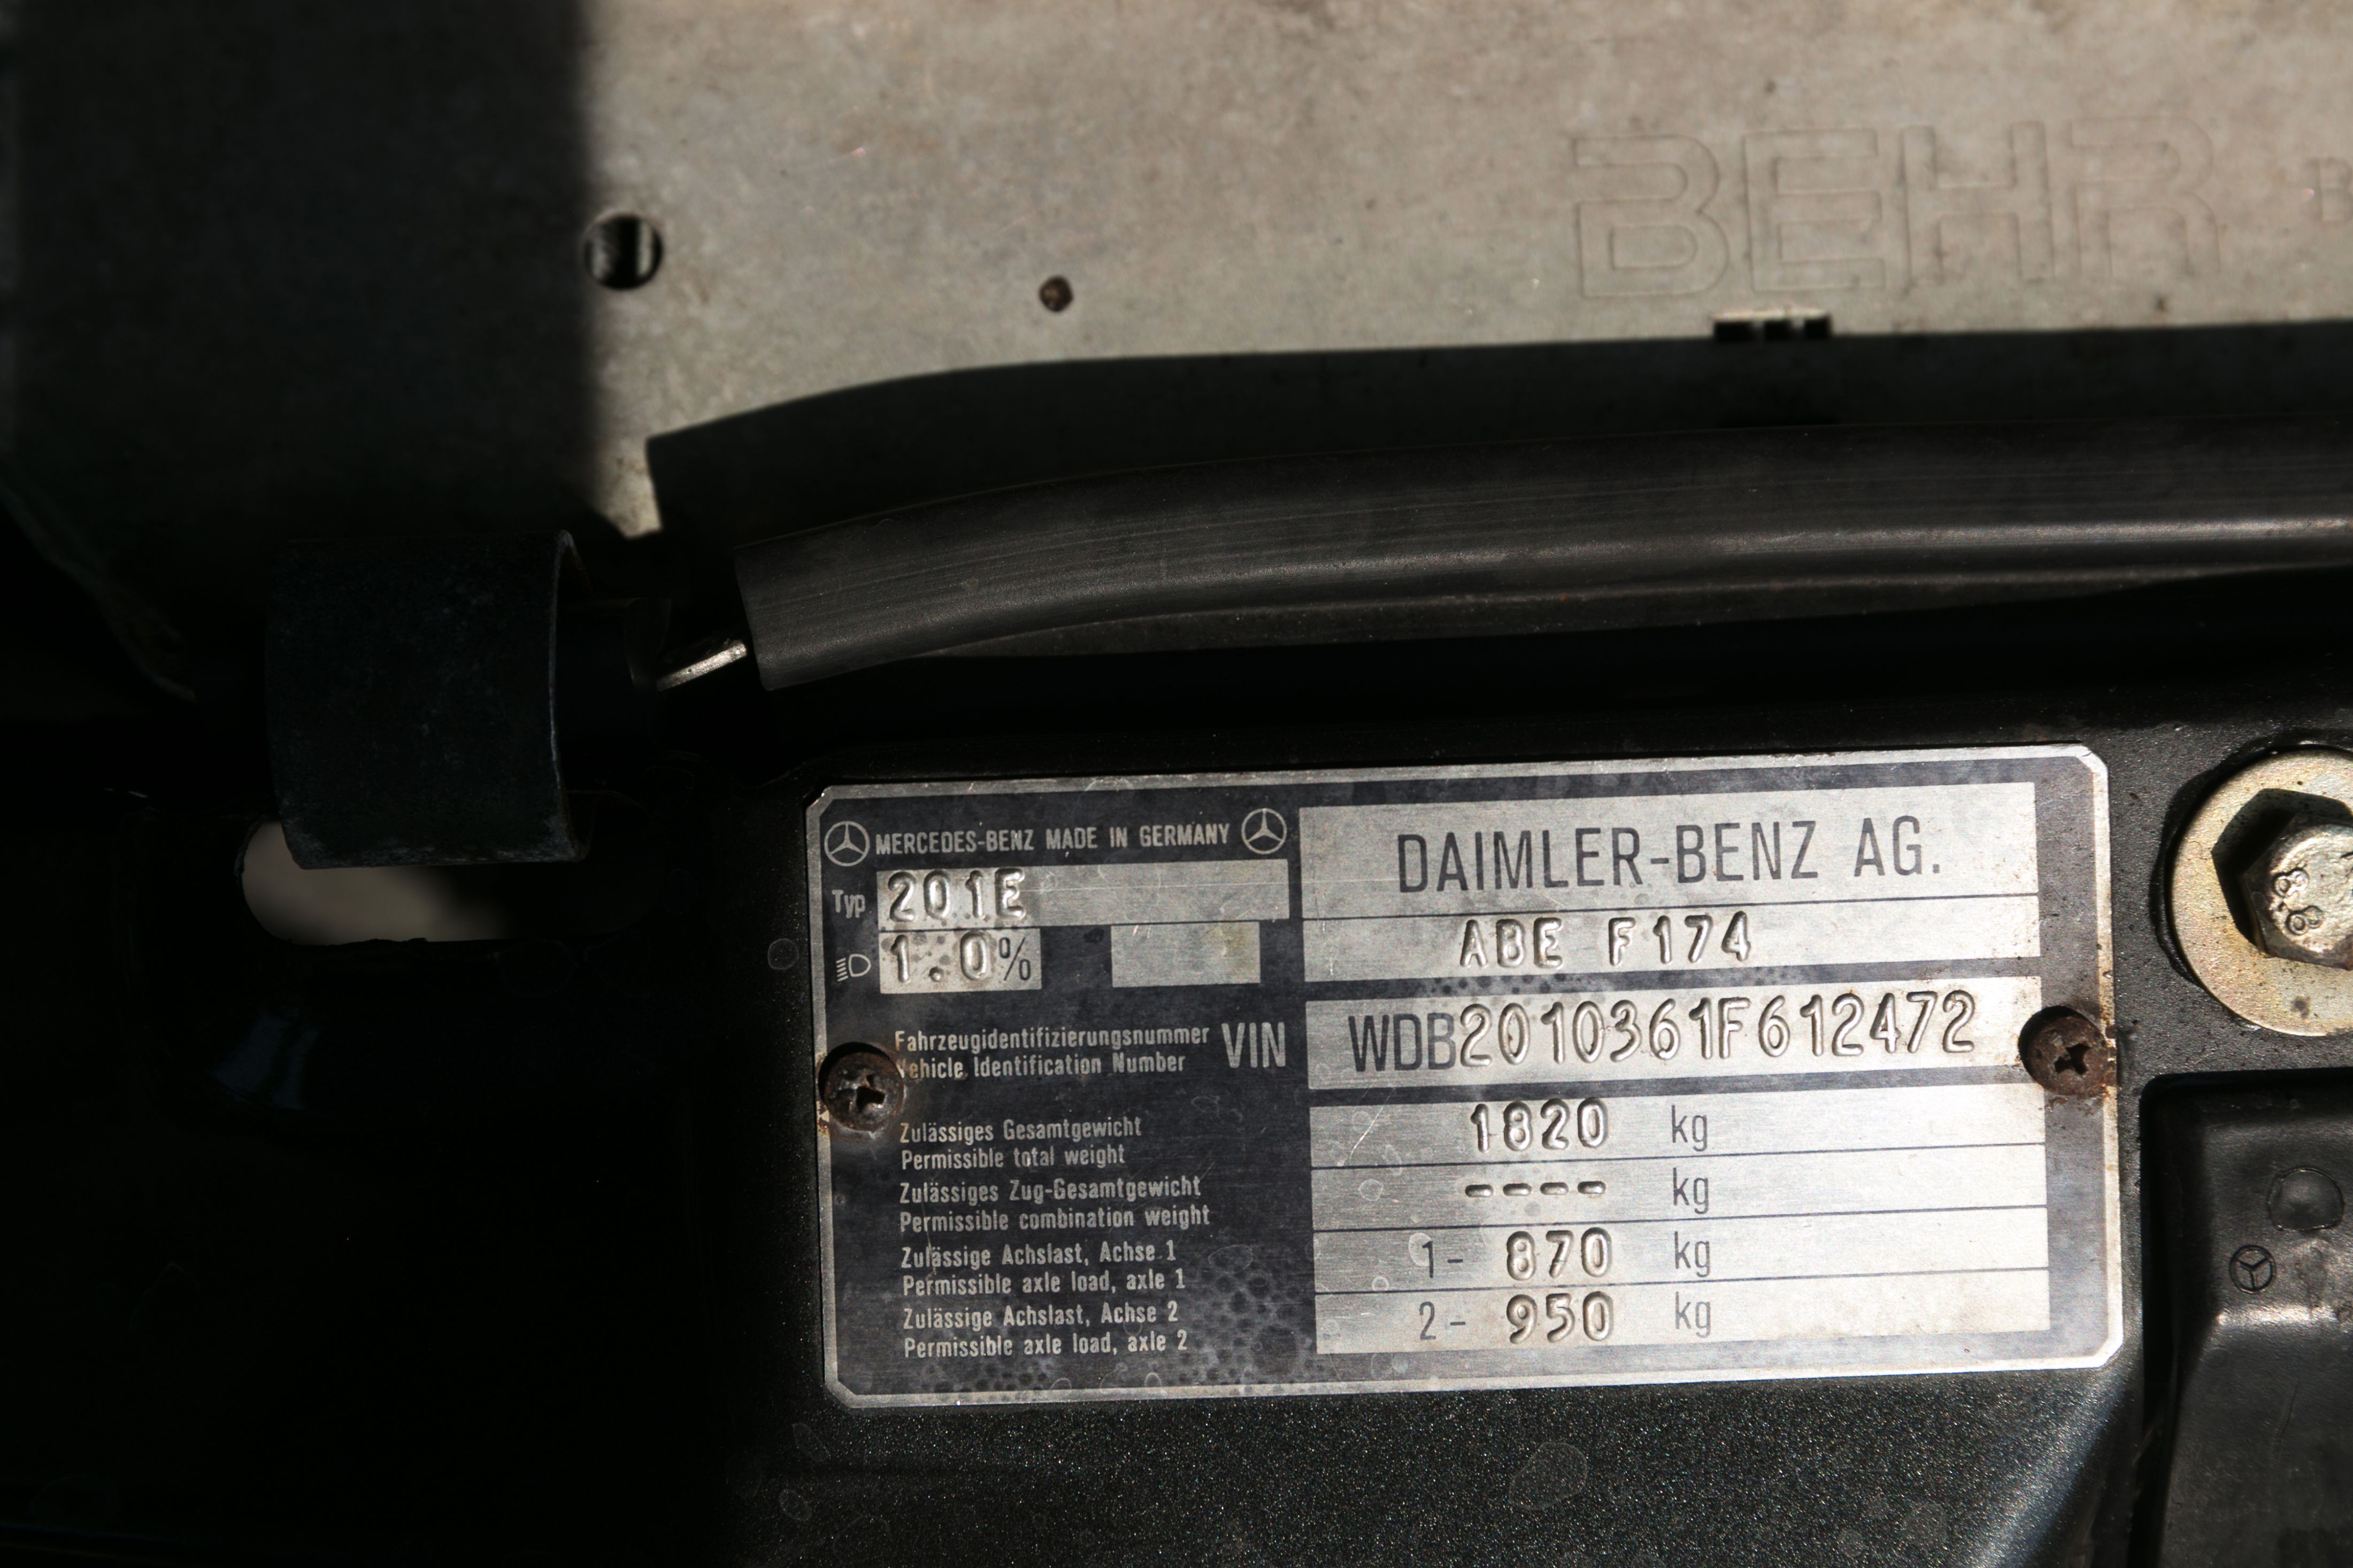 BEHR B
MERCEDES-BENZ MADE IN GERMANY
DAIMLER-BENZ AG.
Typ 201E
ABE F174
1.0%
Fahrzeugidentifizierungsnummer
Vehicle Identification Number
VIN WDB2010361F612472
Zulässiges Gesamtgewicht
Permissible total weight
1820 kg
Zulässiges Zug-Gesamtgewicht
Permissible combination weight
---- kg
Zulässige Achslast, Achse 1
Permissible axle load, axle 1
1- 870 kg
Zulässige Achslast, Achse 2
Permissible axle load, axle 2
2- 950 kg
8.8